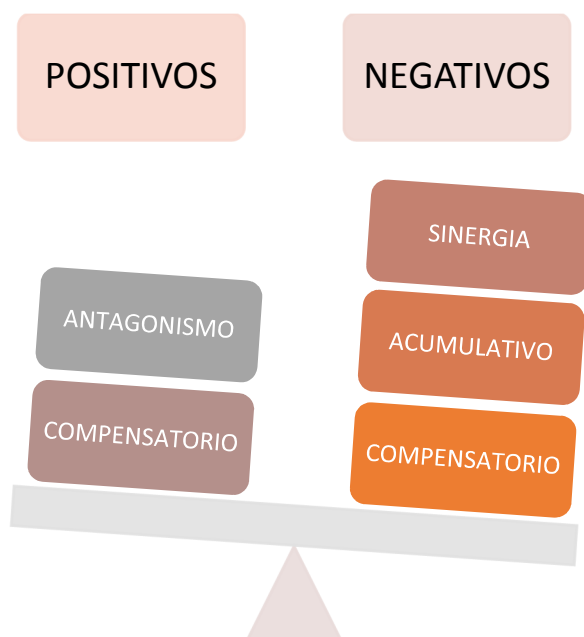 POSITIVOS
NEGATIVOS
ANTAGONISMO
COMPENSATORIO
SINERGIA
ACUMULATIVO
COMPENSATORIO